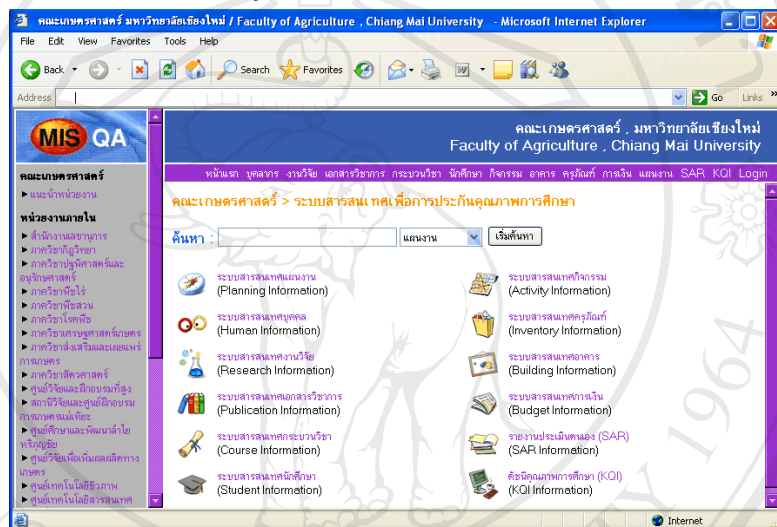 คณะเกษตรศาสตร์ มหาวิทยาลัยเชียงใหม่ / Faculty of Agriculture , Chiang Mai University - Microsoft Internet Explorer
File Edit View Favorites Tools Help
Back Search Favorites
Address Go Links »
MIS QA
คณะเกษตรศาสตร์ , มหาวิทยาลัยเชียงใหม่
Faculty of Agriculture , Chiang Mai University
หน้าแรก บุคลากร งานวิจัย เอกสารวิชาการ กระบวนวิชา นักศึกษา กิจกรรม อาคาร ครุภัณฑ์ การเงิน แผนงาน SAR KQI Login
คณะเกษตรศาสตร์
แนะนำหน่วยงาน
หน่วยงานภายใน
สำนักงานเลขานุการ
ภาควิชากีฏวิทยา
ภาควิชาปฐพีศาสตร์และ
อนุรักษศาสตร์
ภาควิชาพืชไร่
ภาควิชาพืชสวน
ภาควิชาโรคพืช
ภาควิชาเศรษฐศาสตร์เกษตร
ภาควิชาส่งเสริมและเผยแพร่
การเกษตร
ภาควิชาสัตวศาสตร์
ศูนย์วิจัยและฝึกอบรมที่สูง
สถานีวิจัยและศูนย์ฝึกอบรม
การเกษตรแม่เหียะ
ศูนย์ศึกษาและพัฒนาลำไย
หริภุญชัย
ศูนย์วิจัยเพื่อเพิ่มผลผลิตทาง
เกษตร
ศูนย์เทคโนโลยีชีวภาพ
ศูนย์เทคโนโลยีสารสนเทศ
คณะเกษตรศาสตร์ > ระบบสารสนเทศเพื่อการประกันคุณภาพการศึกษา
ค้นหา : แผนงาน เริ่มค้นหา
ระบบสารสนเทศแผนงาน
(Planning Information)
ระบบสารสนเทศบุคคล
(Human Information)
ระบบสารสนเทศงานวิจัย
(Research Information)
ระบบสารสนเทศเอกสารวิชาการ
(Publication Information)
ระบบสารสนเทศกระบวนวิชา
(Course Information)
ระบบสารสนเทศนักศึกษา
(Student Information)
ระบบสารสนเทศกิจกรรม
(Activity Information)
ระบบสารสนเทศครุภัณฑ์
(Inventory Information)
ระบบสารสนเทศอาคาร
(Building Information)
ระบบสารสนเทศการเงิน
(Budget Information)
รายงานประเมินตนเอง (SAR)
(SAR Information)
ดัชนีคุณภาพการศึกษา (KQI)
(KQI Information)
Internet